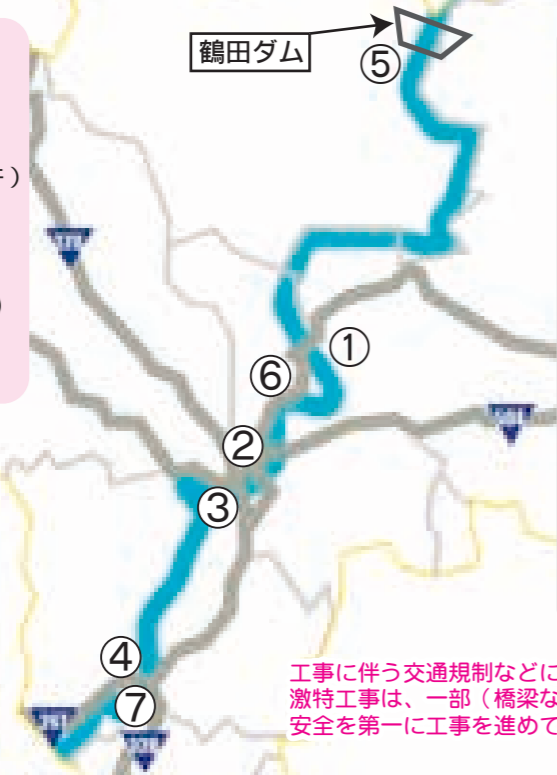 鶴田ダム
⑤
）
）
①
⑥
②
③
④
⑦
工事に伴う交通規制などに
激特工事は、一部（橋梁な
安全を第一に工事を進めて